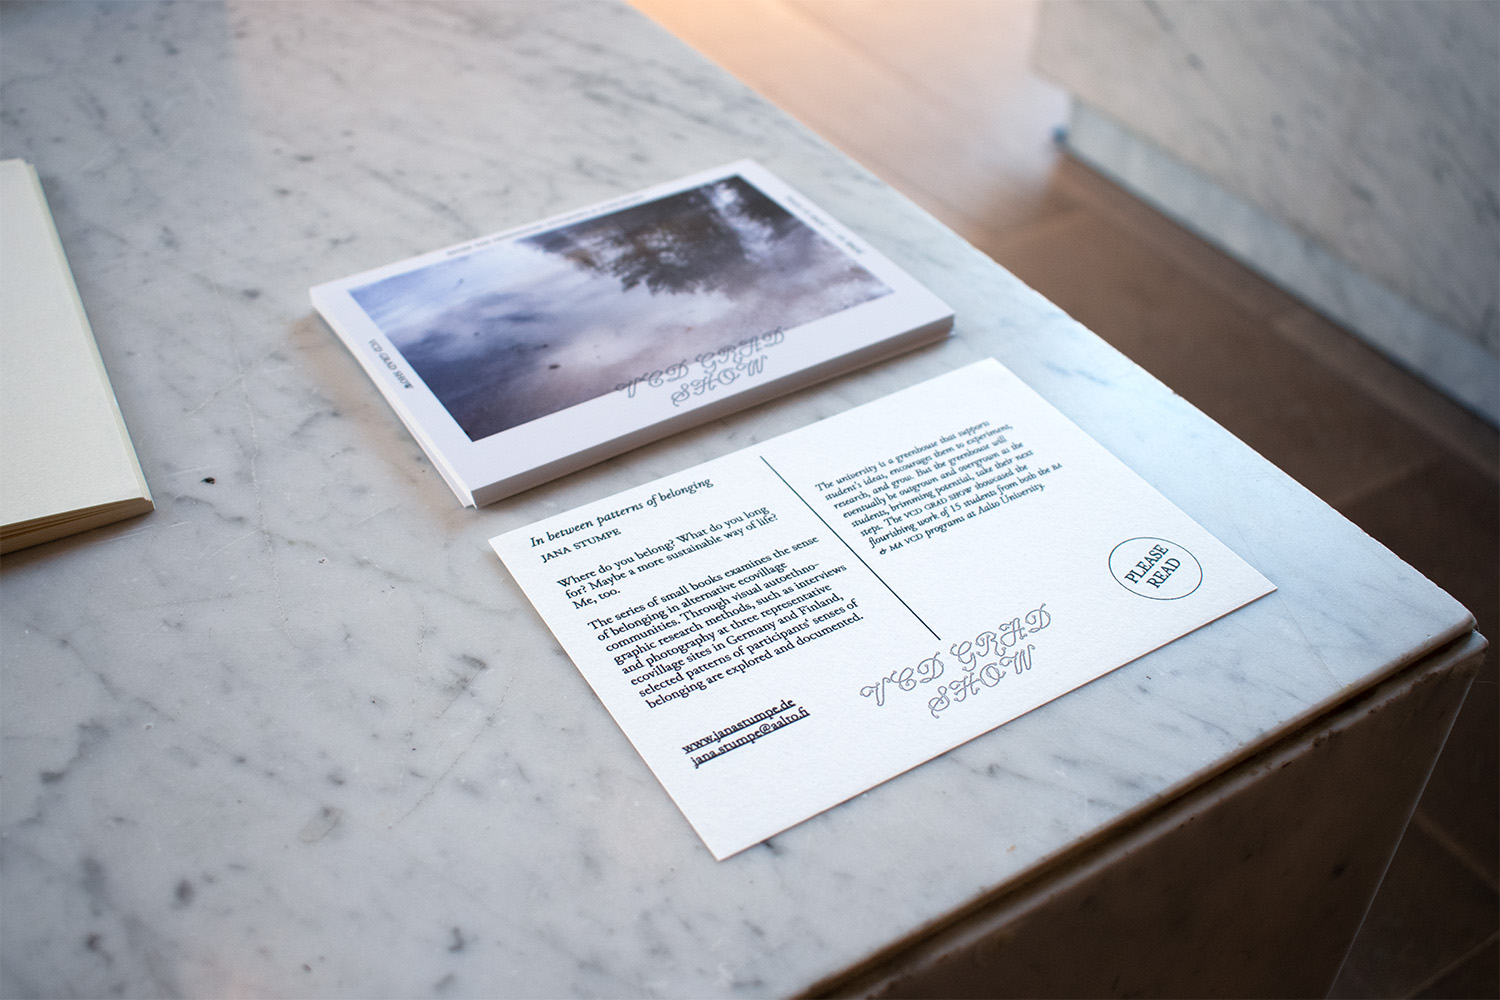 VCD GRAD SHOW
VCD GRAD
SHOW
In between patterns of belonging
JANA STUMPE
Where do you belong? What do you long
for? Maybe a more sustainable way of life?
Me, too.
The series of small books examines the sense
of belonging in alternative ecovillage
communities. Through visual autoethno-
graphic research methods, such as interviews
and photography at three representative
ecovillage sites in Germany and Finland,
selected patterns of participants' senses of
belonging are explored and documented.
www.janastumpe.de
jana.stumpe@aalto.fi
The university is a greenhouse that supports
student's ideas, encourages them to experiment,
research, and grow. But the greenhouse will
eventually be outgrown and overgrown as the
students, brimming potential, take their next
steps. The VCD GRAD SHOW showcased the
flourishing work of 15 students from both the BA
& MA VCD programs at Aalto University.
PLEASE
READ
VCD GRAD
SHOW